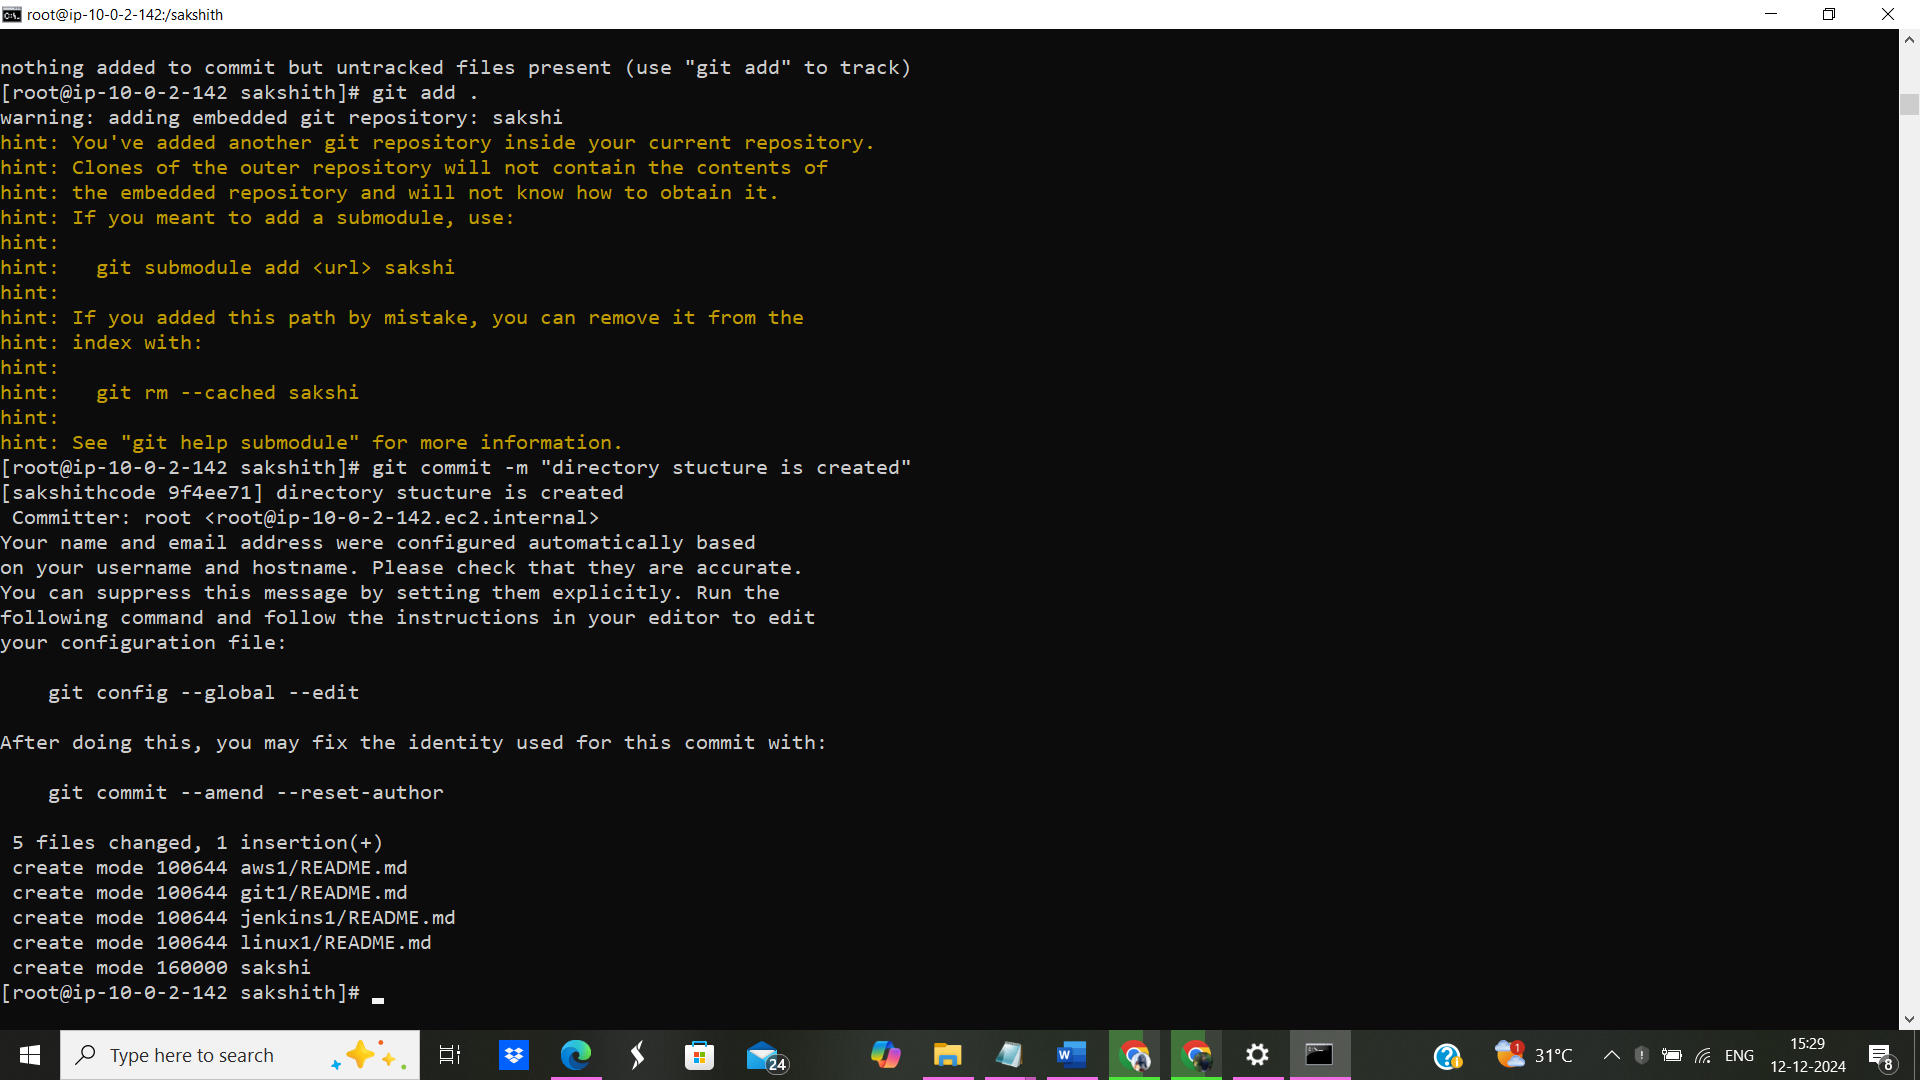 root@ip-10-0-2-142:/sakshith
nothing added to commit but untracked files present (use "git add" to track)
[root@ip-10-0-2-142 sakshith]# git add .
warning: adding embedded git repository: sakshi
hint: You've added another git repository inside your current repository.
hint: Clones of the outer repository will not contain the contents of
hint: the embedded repository and will not know how to obtain it.
hint: If you meant to add a submodule, use:
hint:
hint:   git submodule add <url> sakshi
hint:
hint: If you added this path by mistake, you can remove it from the
hint: index with:
hint:
hint:   git rm --cached sakshi
hint:
hint: See "git help submodule" for more information.
[root@ip-10-0-2-142 sakshith]# git commit -m "directory stucture is created"
[sakshithcode 9f4ee71] directory stucture is created
 Committer: root <root@ip-10-0-2-142.ec2.internal>
Your name and email address were configured automatically based
on your username and hostname. Please check that they are accurate.
You can suppress this message by setting them explicitly. Run the
following command and follow the instructions in your editor to edit
your configuration file:
    git config --global --edit
After doing this, you may fix the identity used for this commit with:
    git commit --amend --reset-author
 5 files changed, 1 insertion(+)
 create mode 100644 aws1/README.md
 create mode 100644 git1/README.md
 create mode 100644 jenkins1/README.md
 create mode 100644 linux1/README.md
 create mode 160000 sakshi
[root@ip-10-0-2-142 sakshith]#
Type here to search
24
1
31°C
ENG
15:29
12-12-2024
8